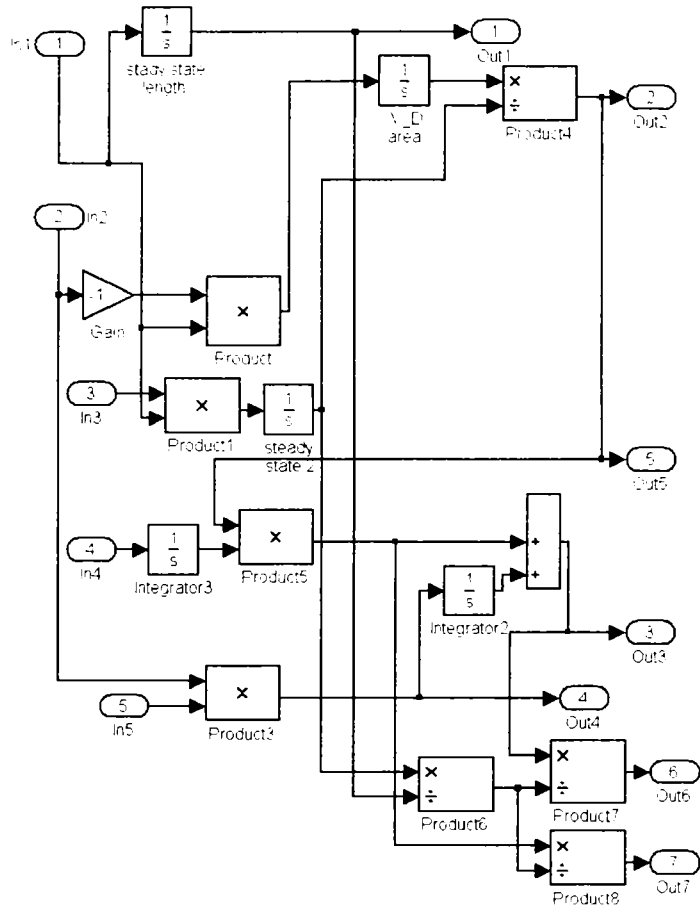 In1
1
1
s
stady state
length
1
Out1
1
s
V_D
area
×
÷
Product4
2
Out2
2
In2
-1
Gain
×
Product
3
In3
×
Product1
1
s
steady
state 2
5
Out5
4
In4
1
s
Integrator3
×
Product5
+
+
1
s
Integrator2
3
Out3
5
In5
×
Product3
4
Out4
×
÷
Product6
×
÷
Product7
6
Out6
×
÷
Product8
7
Out7